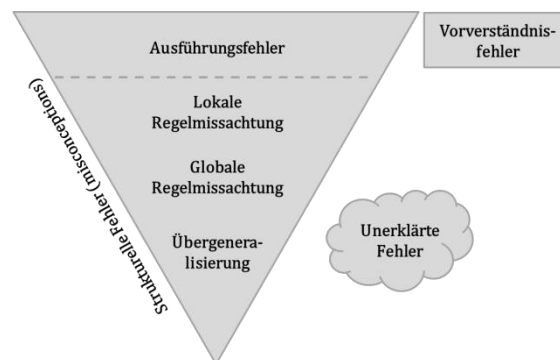 Ausführungsfehler
Vorverständnis-
fehler
Lokale
Regelmissachtung
Globale
Regelmissachtung
Übergenera-
lisierung
Strukturelle Fehler (misconceptions)
Unerklärte
Fehler